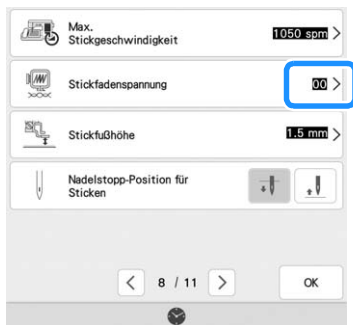 Max.
Stickgeschwindigkeit
1050 spm
Stickfadenspannung
00
Stickfußhöhe
1.5 mm
Nadelstopp-Position für
Sticken
8 / 11
OK